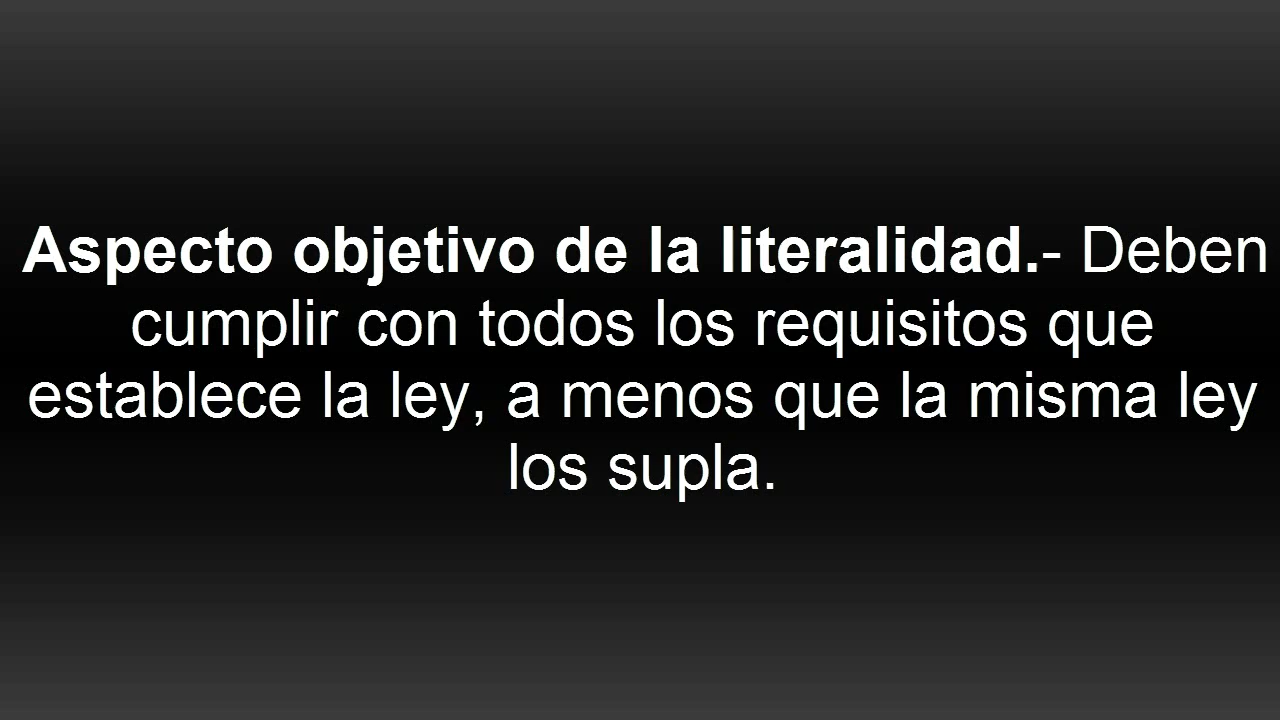 Aspecto objetivo de la literalidad.- Deben
cumplir con todos los requisitos que
establece la ley, a menos que la misma ley
los supla.